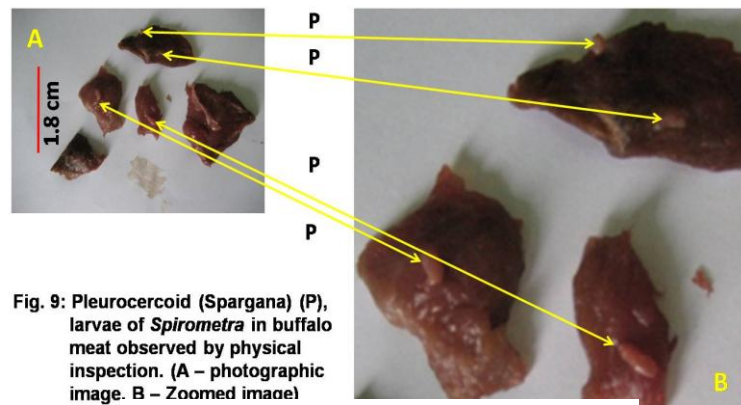 A
P
P
1.8 cm
P
P
Fig. 9: Pleurocercoid (Spargana) (P),
larvae of Spirometra in buffalo
meat observed by physical
inspection. (A – photographic
image. B – Zoomed image)
B